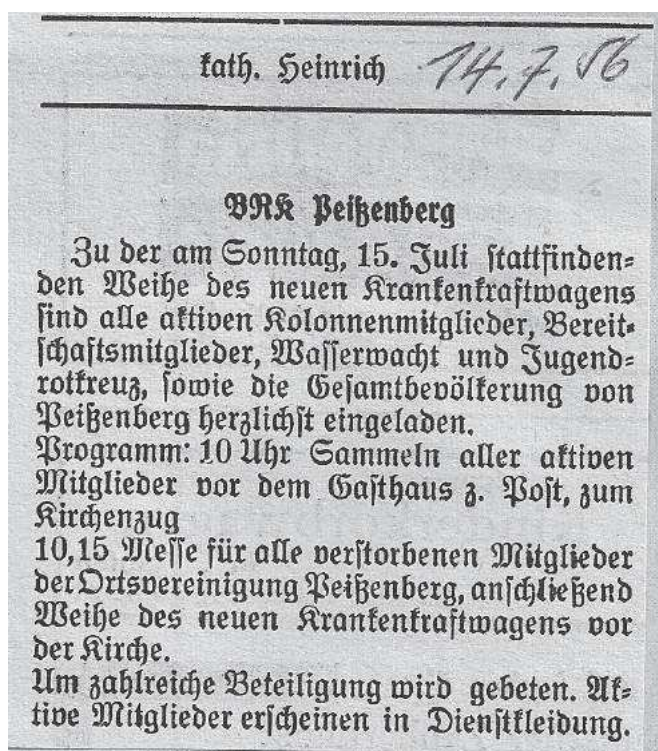 kath. Heinrich 14.7.56
BRK Peißenberg
Zu der am Sonntag, 15. Juli stattfinden=
den Weihe des neuen Krankenkraftwagens
sind alle aktiven Kolonnenmitglieder, Bereit=
schaftsmitglieder, Wasserwacht und Jugend=
rotkreuz, sowie die Gesamtbevölkerung von
Peißenberg herzlichst eingeladen.
Programm: 10 Uhr Sammeln aller aktiven
Mitglieder vor dem Gasthaus z. Post, zum
Kirchenzug
10,15 Messe für alle verstorbenen Mitglieder
der Ortsvereinigung Peißenberg, anschließend
Weihe des neuen Krankenkraftwagens vor
der Kirche.
Um zahlreiche Beteiligung wird gebeten. Ak=
tive Mitglieder erscheinen in Dienstkleidung.